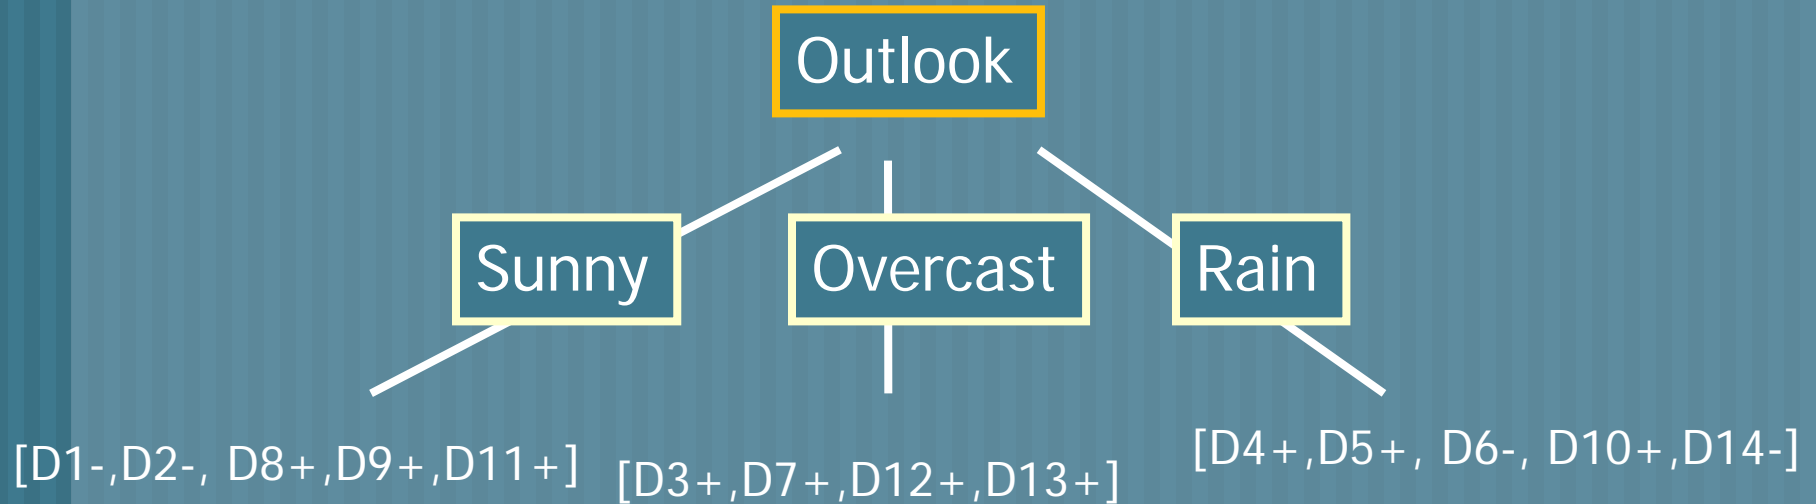 Outlook
Sunny
Overcast
Rain
[D1-,D2-, D8+,D9+,D11+]
[D3+,D7+,D12+,D13+]
[D4+,D5+, D6-, D10+,D14-]